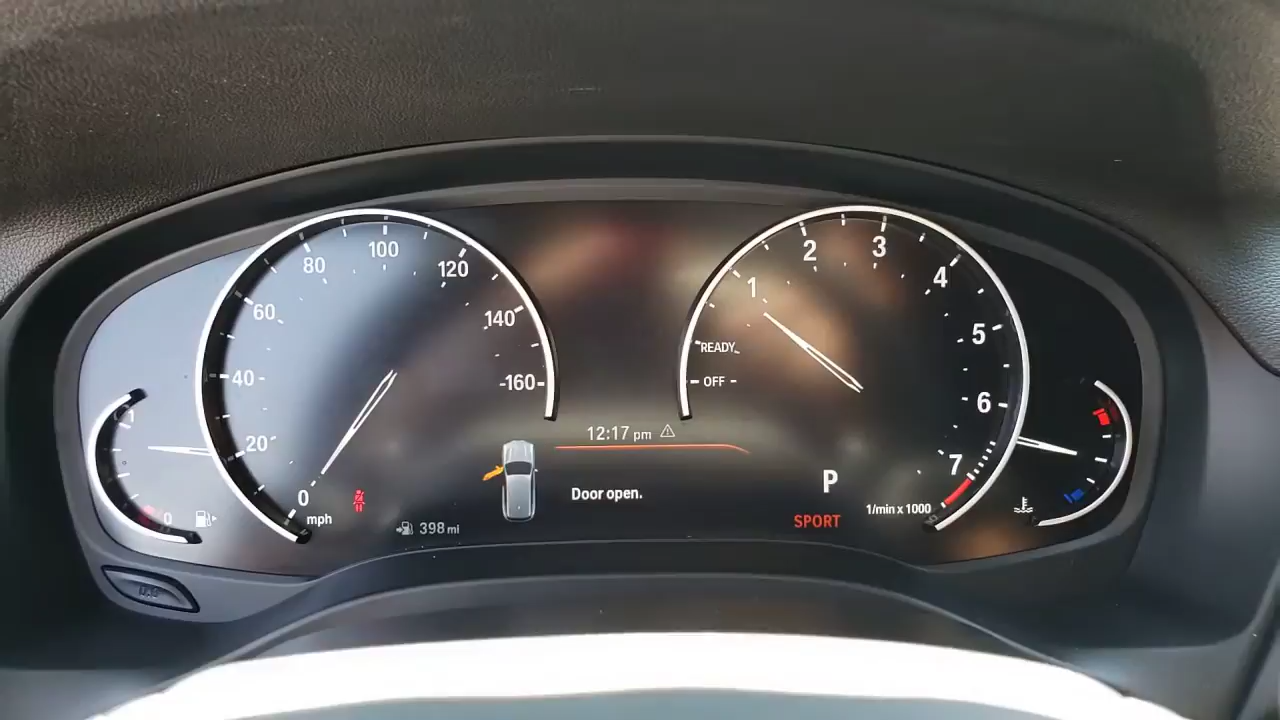 100
80
120
60
140
40
-160-
20
0
mph
0
398 mi
12:17 pm
Door open.
2
3
1
4
READY
5
OFF
6
7
P
SPORT
1/min x 1000